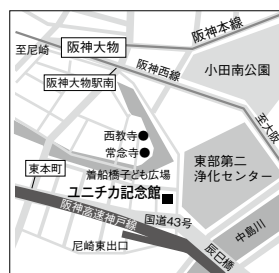 阪神本線
至尼崎
阪神大物
阪神西線
阪神大物駅南
小田南公園
至大阪
西教寺
常念寺
東本町
着船橋子ども広場
東部第二
浄化センター
ユニチカ記念館
阪神高速神戸線
国道43号
尼崎東出口
辰巳橋
中島川